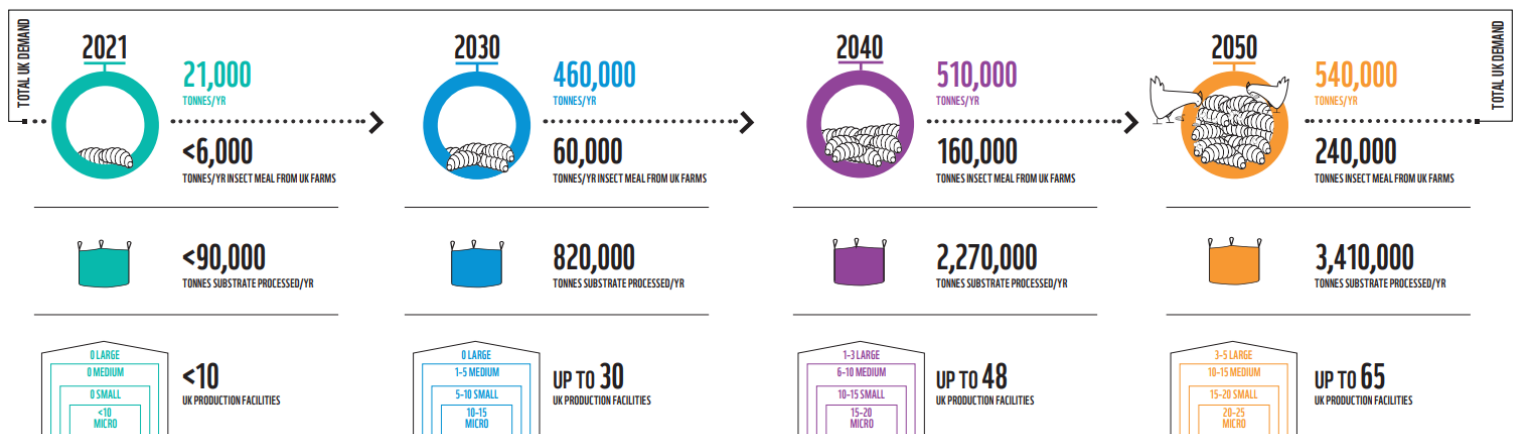 TOTAL UK DEMAND
2021
21,000
TONNES/YR
<6,000
TONNES/YR INSECT MEAL FROM UK FARMS
<90,000
TONNES SUBSTRATE PROCESSED/YR
0 LARGE
0 MEDIUM
0 SMALL
<10
MICRO
<10
UK PRODUCTION FACILITIES
2030
460,000
TONNES/YR
60,000
TONNES/YR INSECT MEAL FROM UK FARMS
820,000
TONNES SUBSTRATE PROCESSED/YR
0 LARGE
1-5 MEDIUM
5-10 SMALL
10-15
MICRO
UP TO 30
UK PRODUCTION FACILITIES
2040
510,000
TONNES/YR
160,000
TONNES INSECT MEAL FROM UK FARMS
2,270,000
TONNES SUBSTRATE PROCESSED/YR
1-3 LARGE
6-10 MEDIUM
10-15 SMALL
15-20
MICRO
UP TO 48
UK PRODUCTION FACILITIES
2050
540,000
TONNES/YR
240,000
TONNES INSECT MEAL FROM UK FARMS
3,410,000
TONNES SUBSTRATE PROCESSED/YR
3-5 LARGE
10-15 MEDIUM
15-20 SMALL
20-25
MICRO
UP TO 65
UK PRODUCTION FACILITIES
TOTAL UK DEMAND